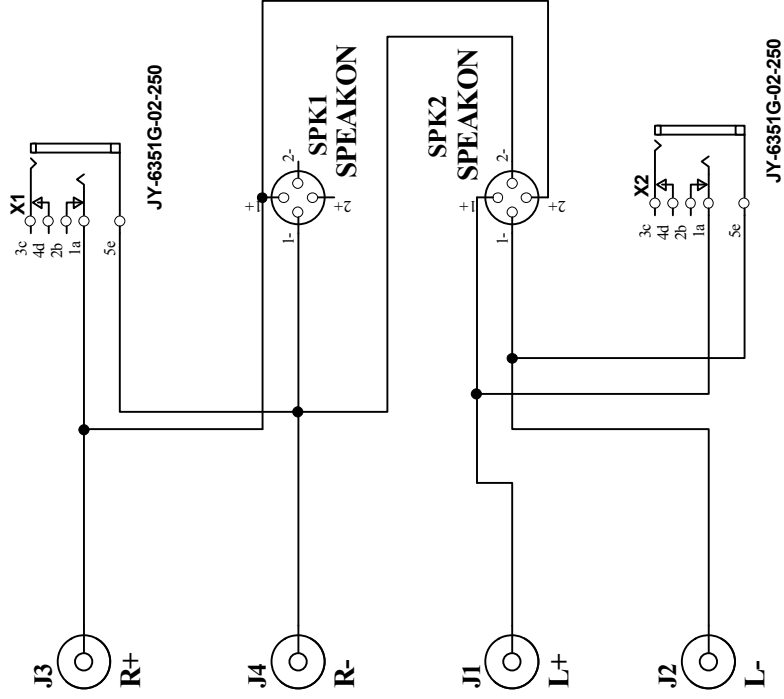 X1
3c
4d
2b
1a
5e
JY-6351G-02-250
SPK1
SPEAKON
1+
2-
1-
2+
SPK2
SPEAKON
1+
2-
1-
2+
X2
3c
4d
2b
1a
5e
JY-6351G-02-250
J3
R+
J4
R-
J1
L+
J2
L-